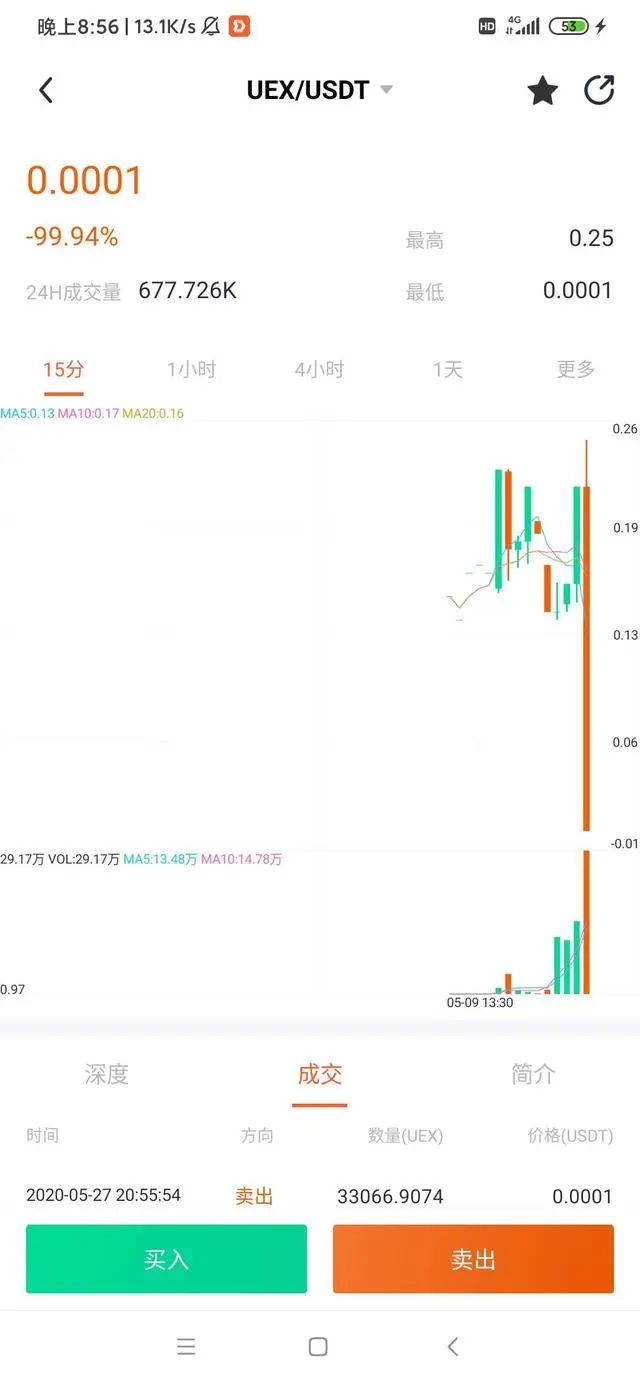 晚上8:56 | 13.1K/s HD 4G 53
UEX/USDT
0.0001
-99.94% 最高 0.25
24H成交量 677.726K 最低 0.0001
15分 1小时 4小时 1天 更多
MA5:0.13 MA10:0.17 MA20:0.16
0.26
0.19
0.13
0.06
-0.01
29.17万 VOL:29.17万 MA5:13.48万 MA10:14.78万
0.97
05-09 13:30
深度 成交 简介
时间 方向 数量(UEX) 价格(USDT)
2020-05-27 20:55:54 卖出 33066.9074 0.0001
买入 卖出